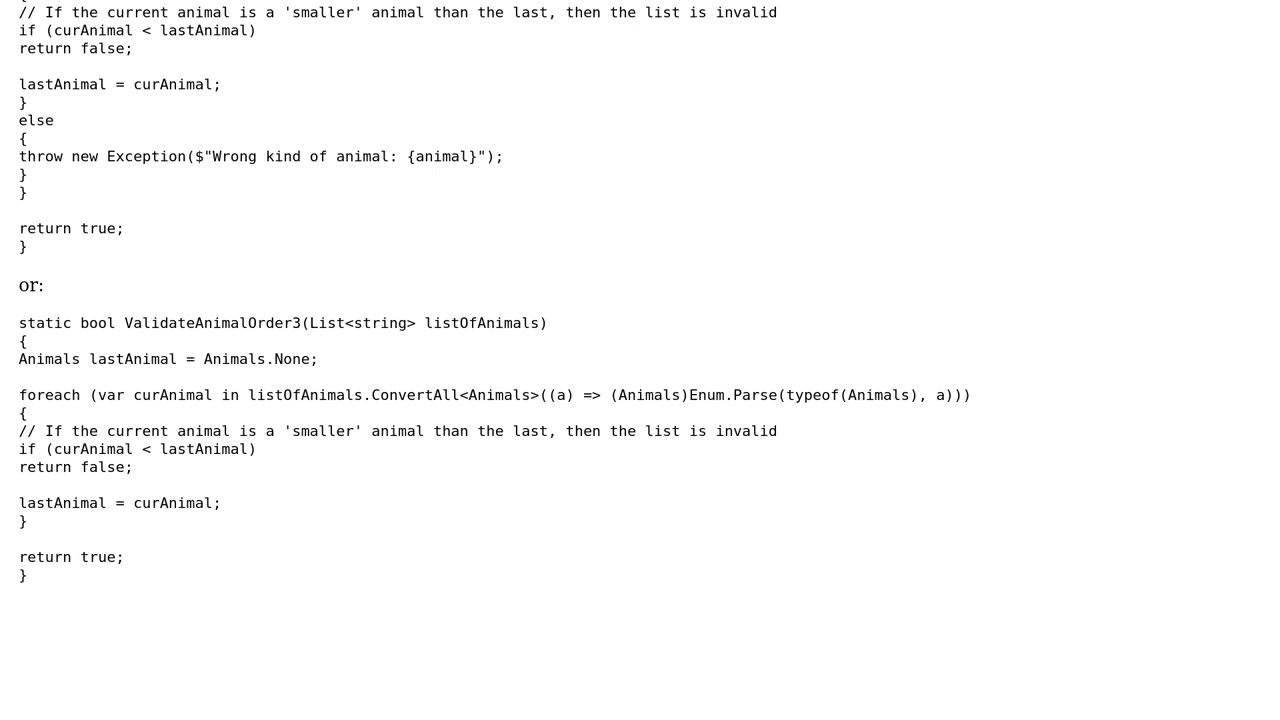 // If the current animal is a 'smaller' animal than the last, then the list is invalid
if (curAnimal < lastAnimal)
return false;

lastAnimal = curAnimal;
}
else
{
throw new Exception($"Wrong kind of animal: {animal}");
}
}

return true;
}

or:

static bool ValidateAnimalOrder3(List<string> listOfAnimals)
{
Animals lastAnimal = Animals.None;

foreach (var curAnimal in listOfAnimals.ConvertAll<Animals>((a) => (Animals)Enum.Parse(typeof(Animals), a)))
{
// If the current animal is a 'smaller' animal than the last, then the list is invalid
if (curAnimal < lastAnimal)
return false;

lastAnimal = curAnimal;
}

return true;
}